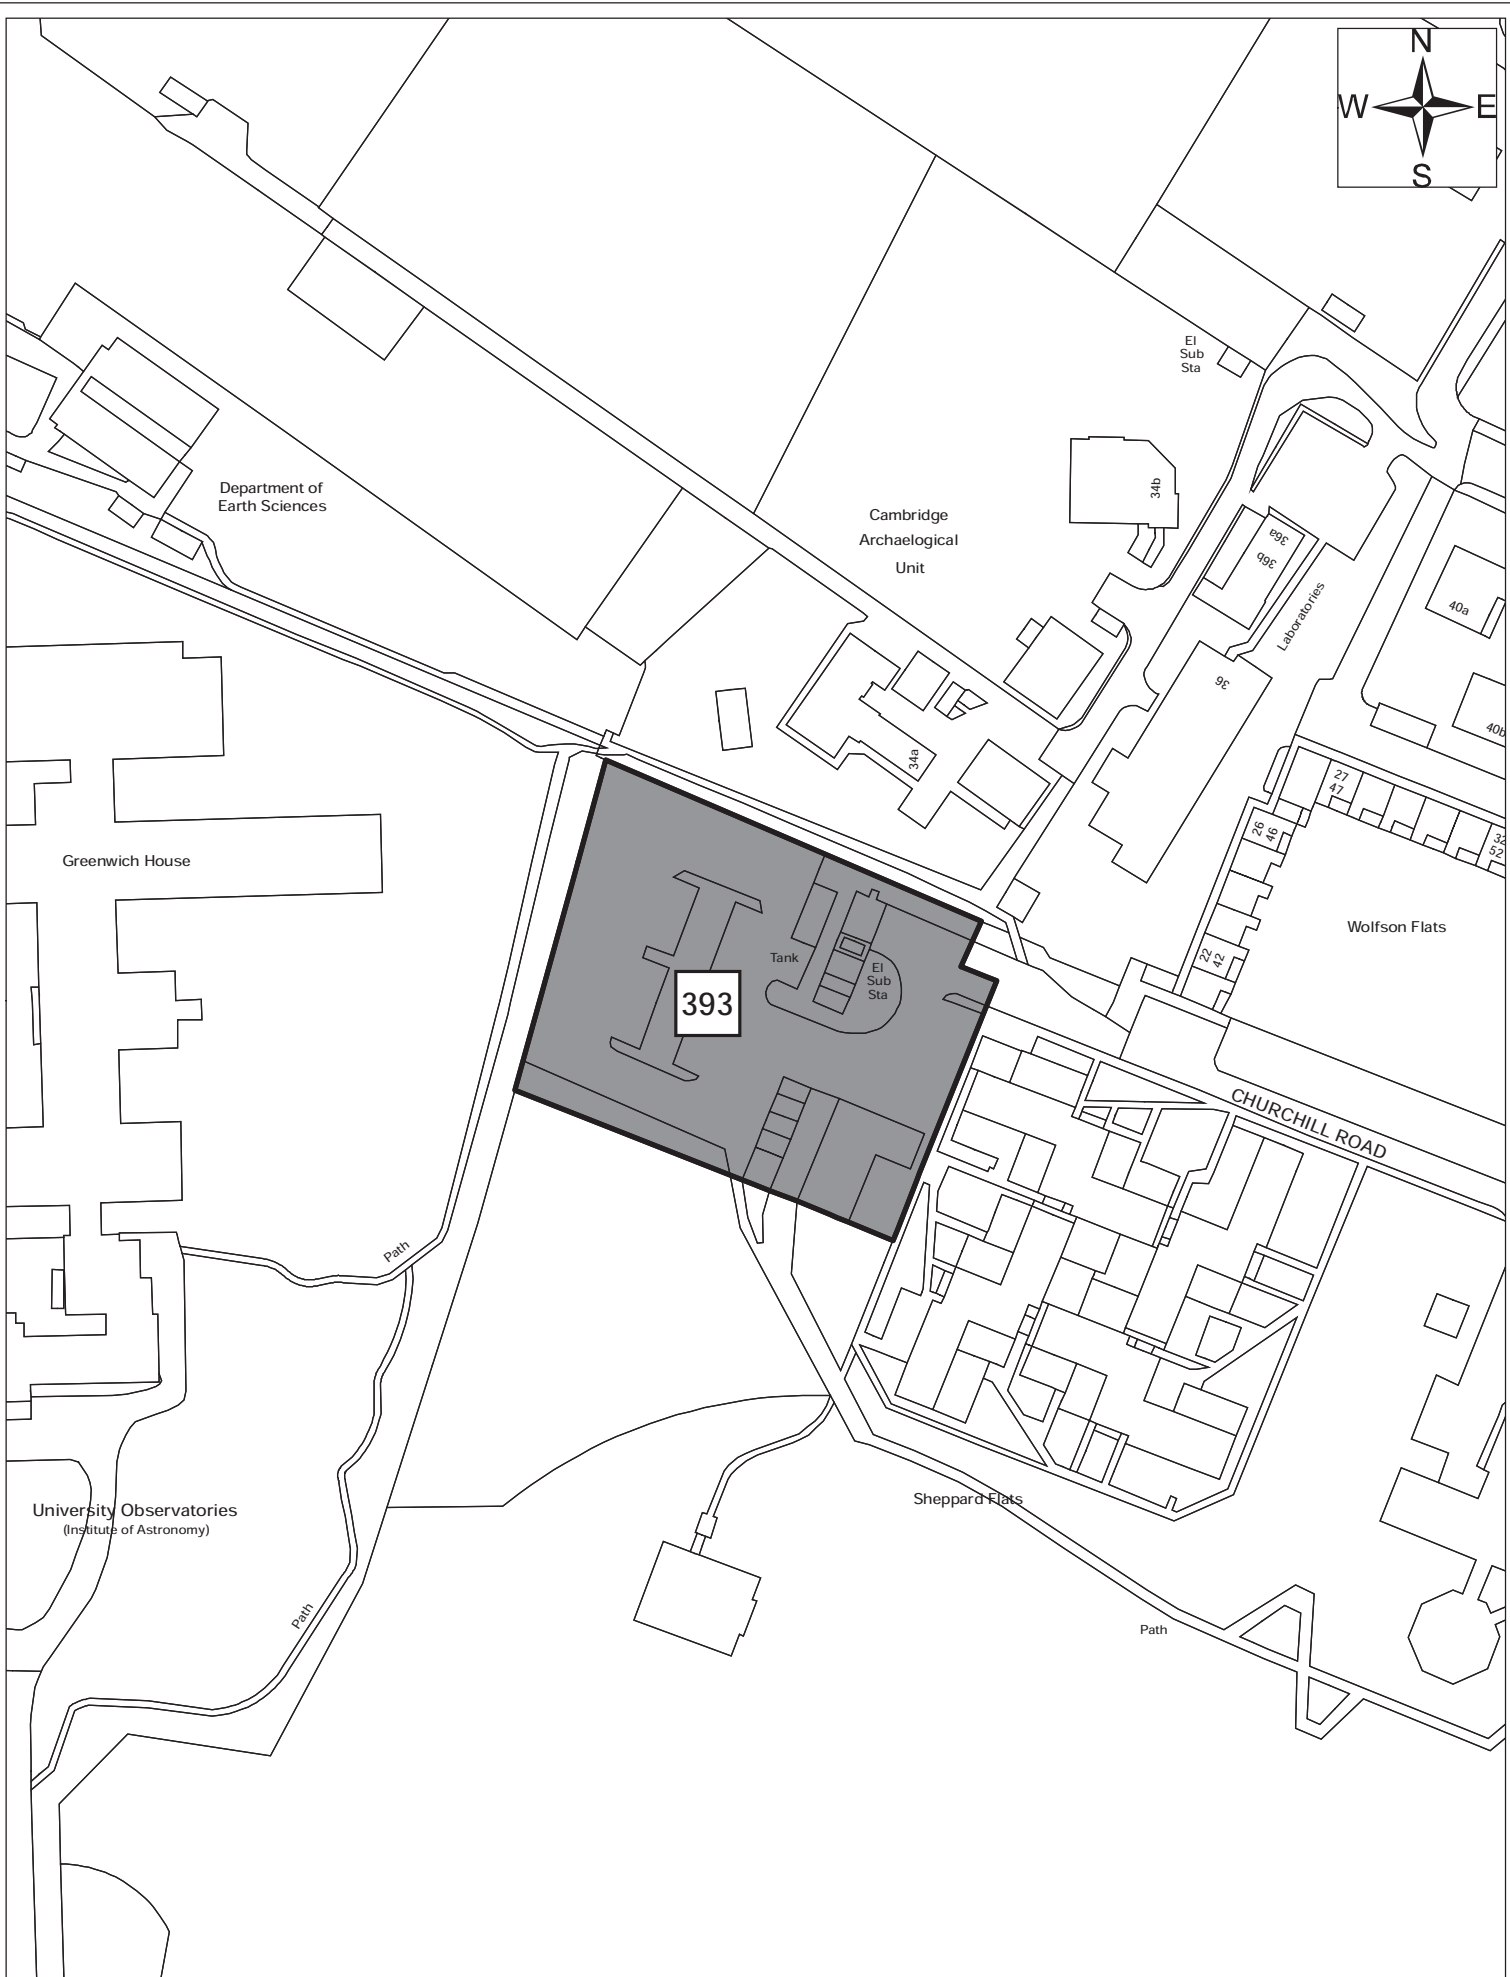 N
W E
S
El
Sub
Sta
34b
Department of
Earth Sciences
Cambridge
Archaelogical
Unit
36a
36b
Laboratories
40a
36
40b
34a
27
47
26
46
32
52
Greenwich House
Wolfson Flats
22
42
Tank
El
Sub
Sta
393
CHURCHILL ROAD
Path
Sheppard Flats
University Observatories
(Institute of Astronomy)
Path
Path